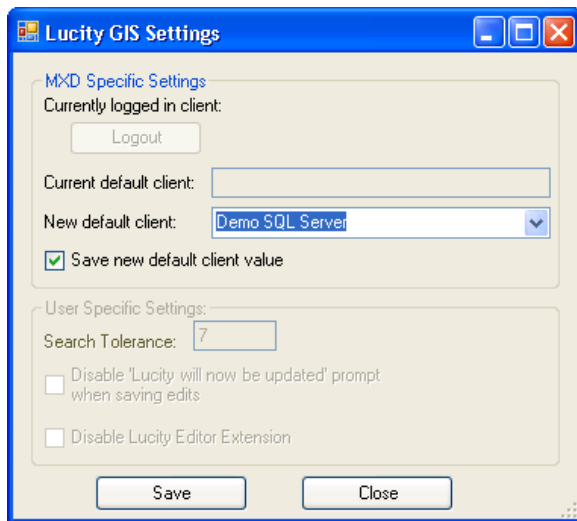 Lucity GIS Settings
MXD Specific Settings
Currently logged in client:
Logout
Current default client:
New default client: Demo SQL Server
Save new default client value
User Specific Settings:
Search Tolerance: 7
Disable 'Lucity will now be updated' prompt
when saving edits
Disable Lucity Editor Extension
Save Close